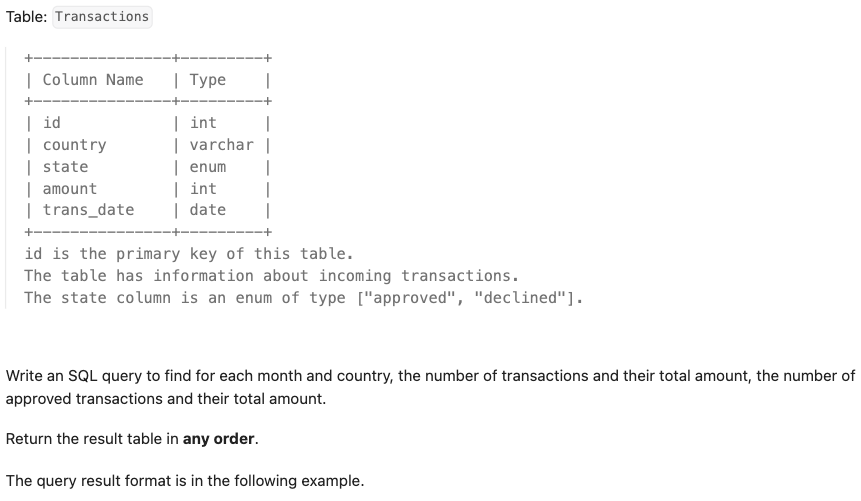 Table: Transactions
+---------------+---------+
| Column Name   | Type    |
+---------------+---------+
| id            | int     |
| country       | varchar |
| state         | enum    |
| amount        | int     |
| trans_date    | date    |
+---------------+---------+
id is the primary key of this table.
The table has information about incoming transactions.
The state column is an enum of type ["approved", "declined"].
Write an SQL query to find for each month and country, the number of transactions and their total amount, the number of
approved transactions and their total amount.
Return the result table in any order.
The query result format is in the following example.